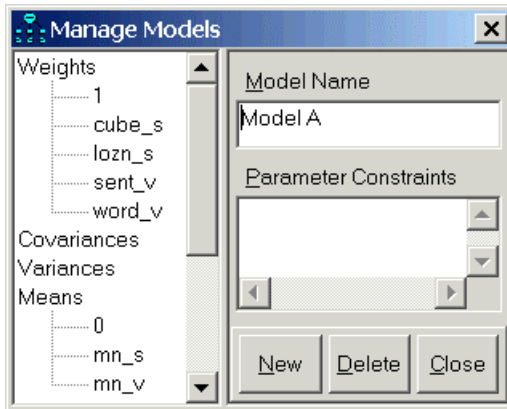 Manage Models
Weights
1
cube_s
lozn_s
sent_v
word_v
Covariances
Variances
Means
0
mn_s
mn_v
Model Name
Model A
Parameter Constraints
New
Delete
Close